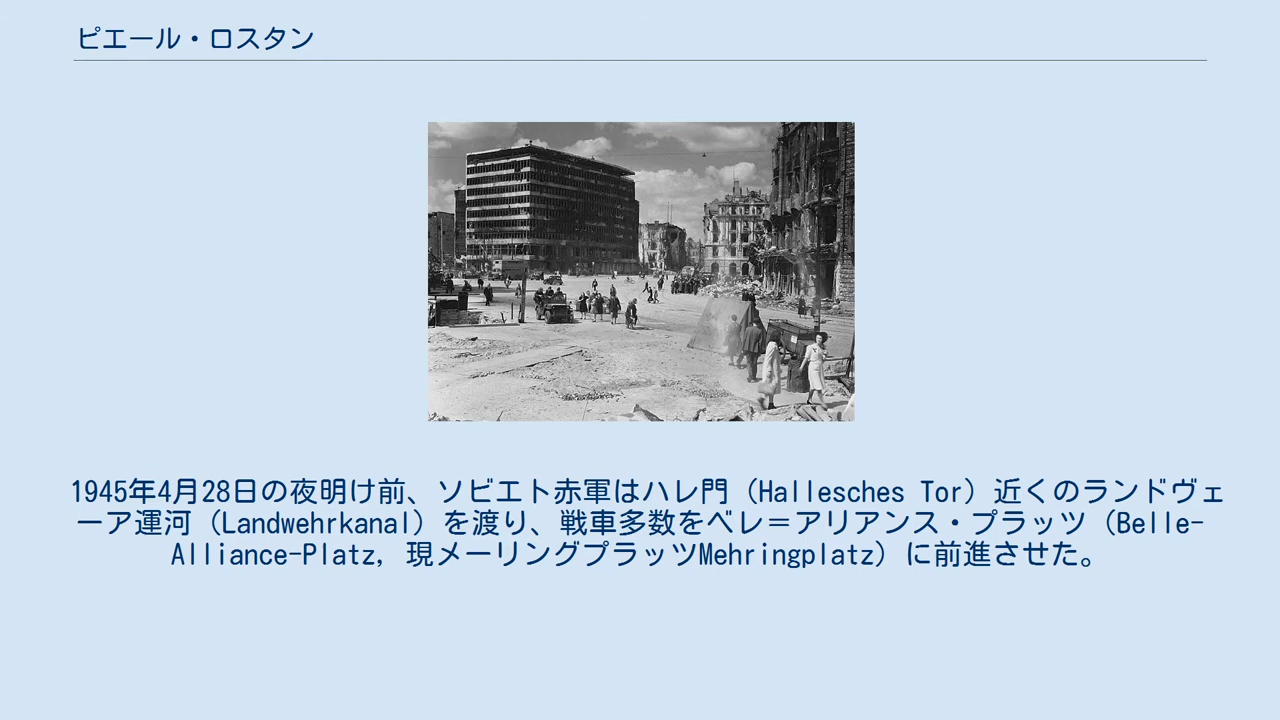 ピエール・ロスタン
1945年4月28日の夜明け前、ソビエト赤軍はハレ門（Hallesches Tor）近くのランドヴェ
ーア運河（Landwehrkanal）を渡り、戦車多数をベレ＝アリアンス・プラッツ（Belle-
Alliance-Platz, 現メーリングプラッツMehringplatz）に前進させた。